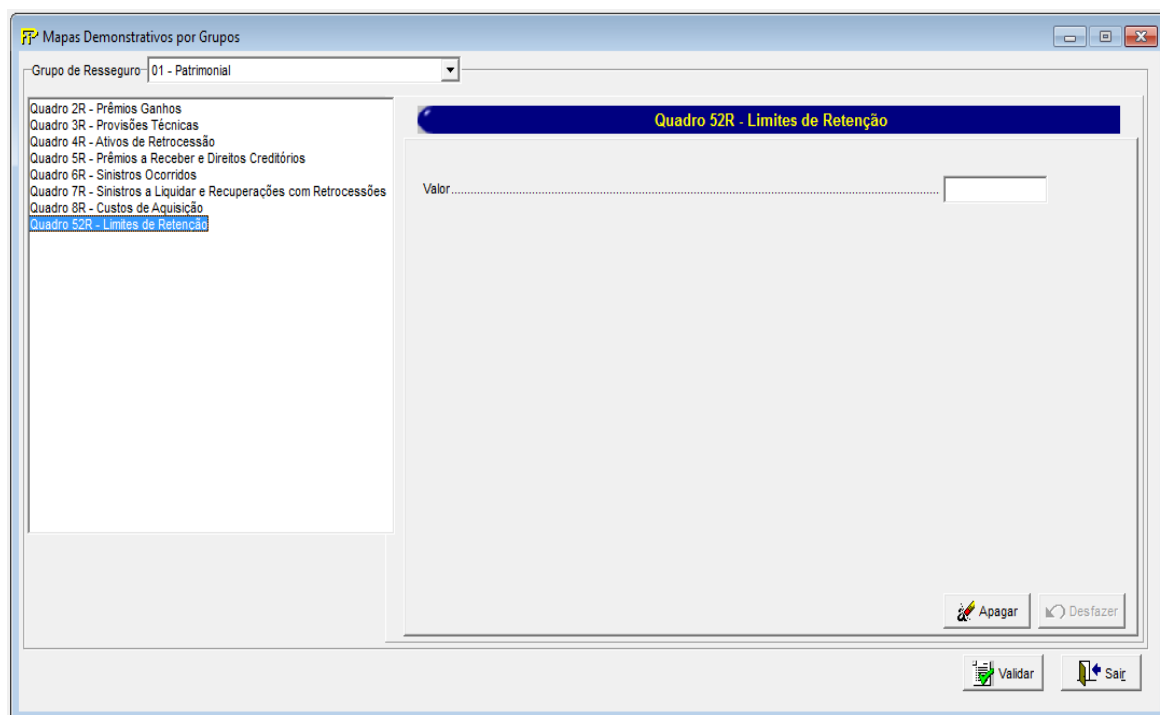 Mapas Demonstrativos por Grupos
Grupo de Resseguro 01 - Patrimonial
Quadro 2R - Prêmios Ganhos
Quadro 3R - Provisões Técnicas
Quadro 4R - Ativos de Retrocessão
Quadro 5R - Prêmios a Receber e Direitos Creditórios
Quadro 6R - Sinistros Ocorridos
Quadro 7R - Sinistros a Liquidar e Recuperações com Retrocessões
Quadro 8R - Custos de Aquisição
Quadro 52R - Limites de Retenção
Quadro 52R - Limites de Retenção
Valor
Apagar
Desfazer
Validar
Sair